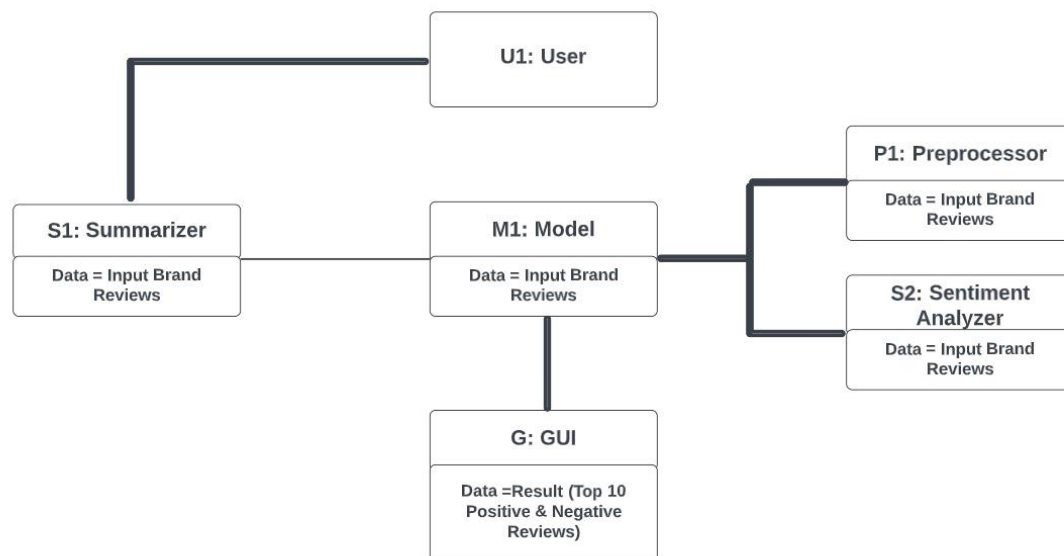 U1: User
P1: Preprocessor
Data = Input Brand
Reviews
S1: Summarizer
Data = Input Brand
Reviews
M1: Model
Data = Input Brand
Reviews
S2: Sentiment
Analyzer
Data = Input Brand
Reviews
G: GUI
Data =Result (Top 10
Positive & Negative
Reviews)